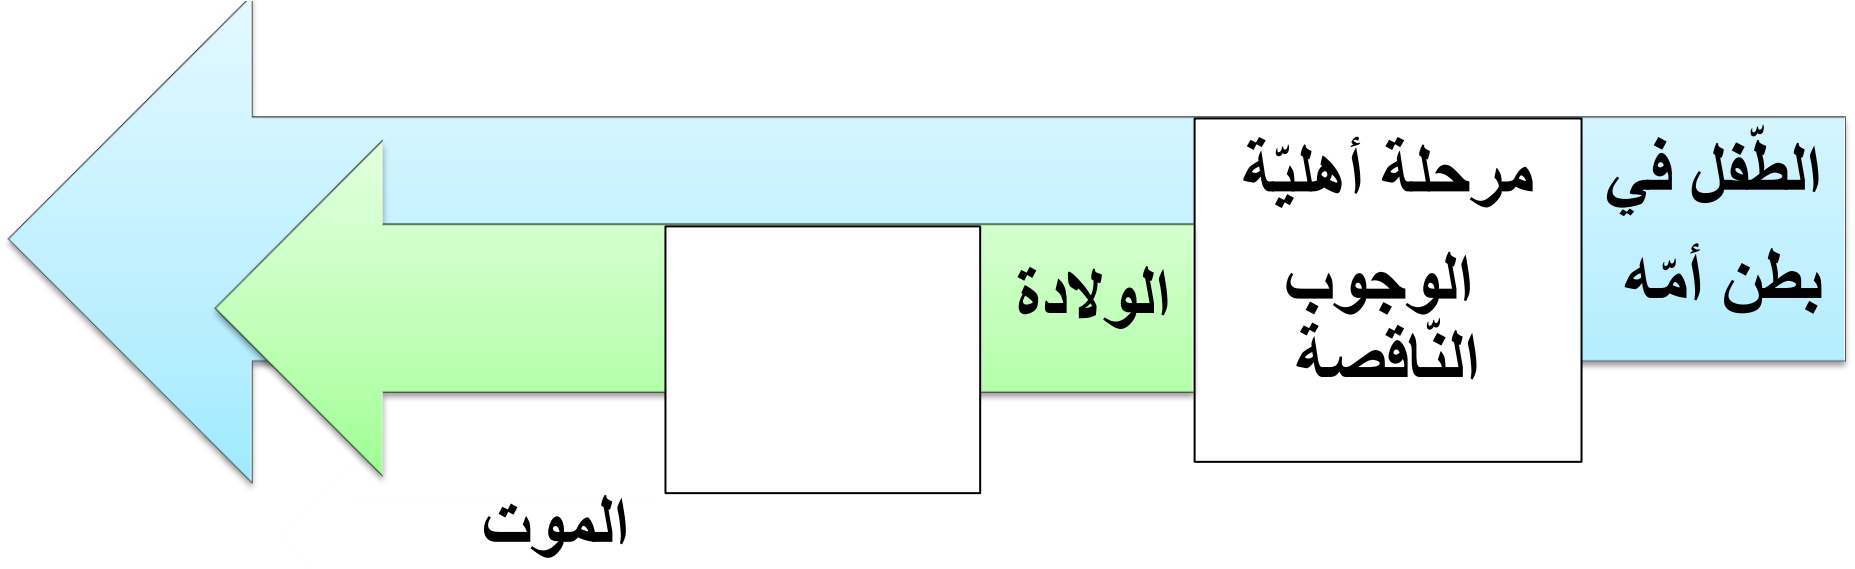 الطّفل في
بطن أمّه
مرحلة أهليّة
الوجوب
النّاقصة
الولادة
الموت